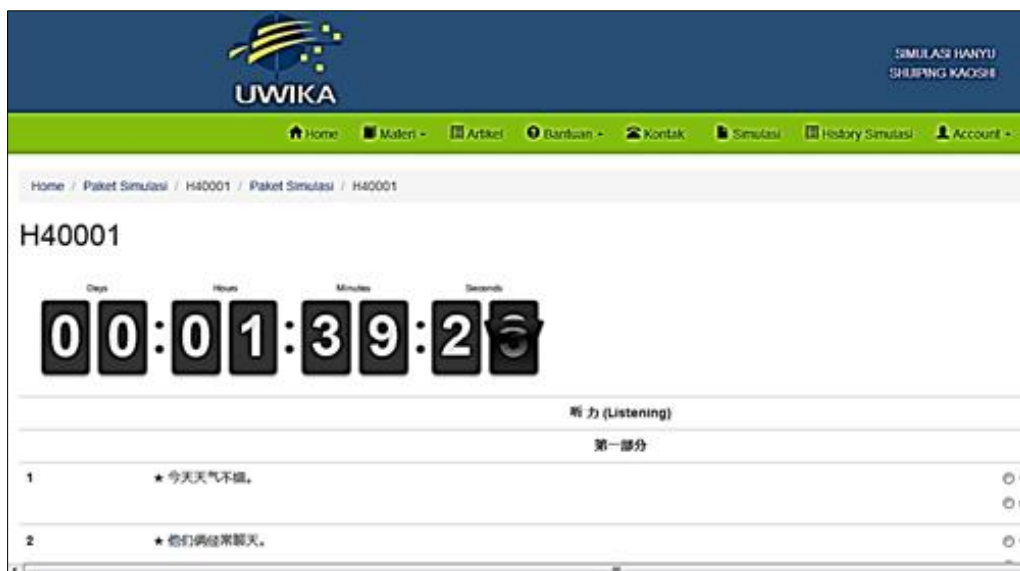 UWIKA
SIMULASI HANYU
SHUIPING KAOSHI
Home Materi Artikel Bantuan Kontak Simulasi History Simulasi Account
Home / Paket Simulasi / H40001 / Paket Simulasi / H40001
H40001
Days Hours Minutes Seconds
00:01:39:2
听 力 (Listening)
第一部分
1 ★ 今天天气不错。
2 ★ 他们俩经常聊天。